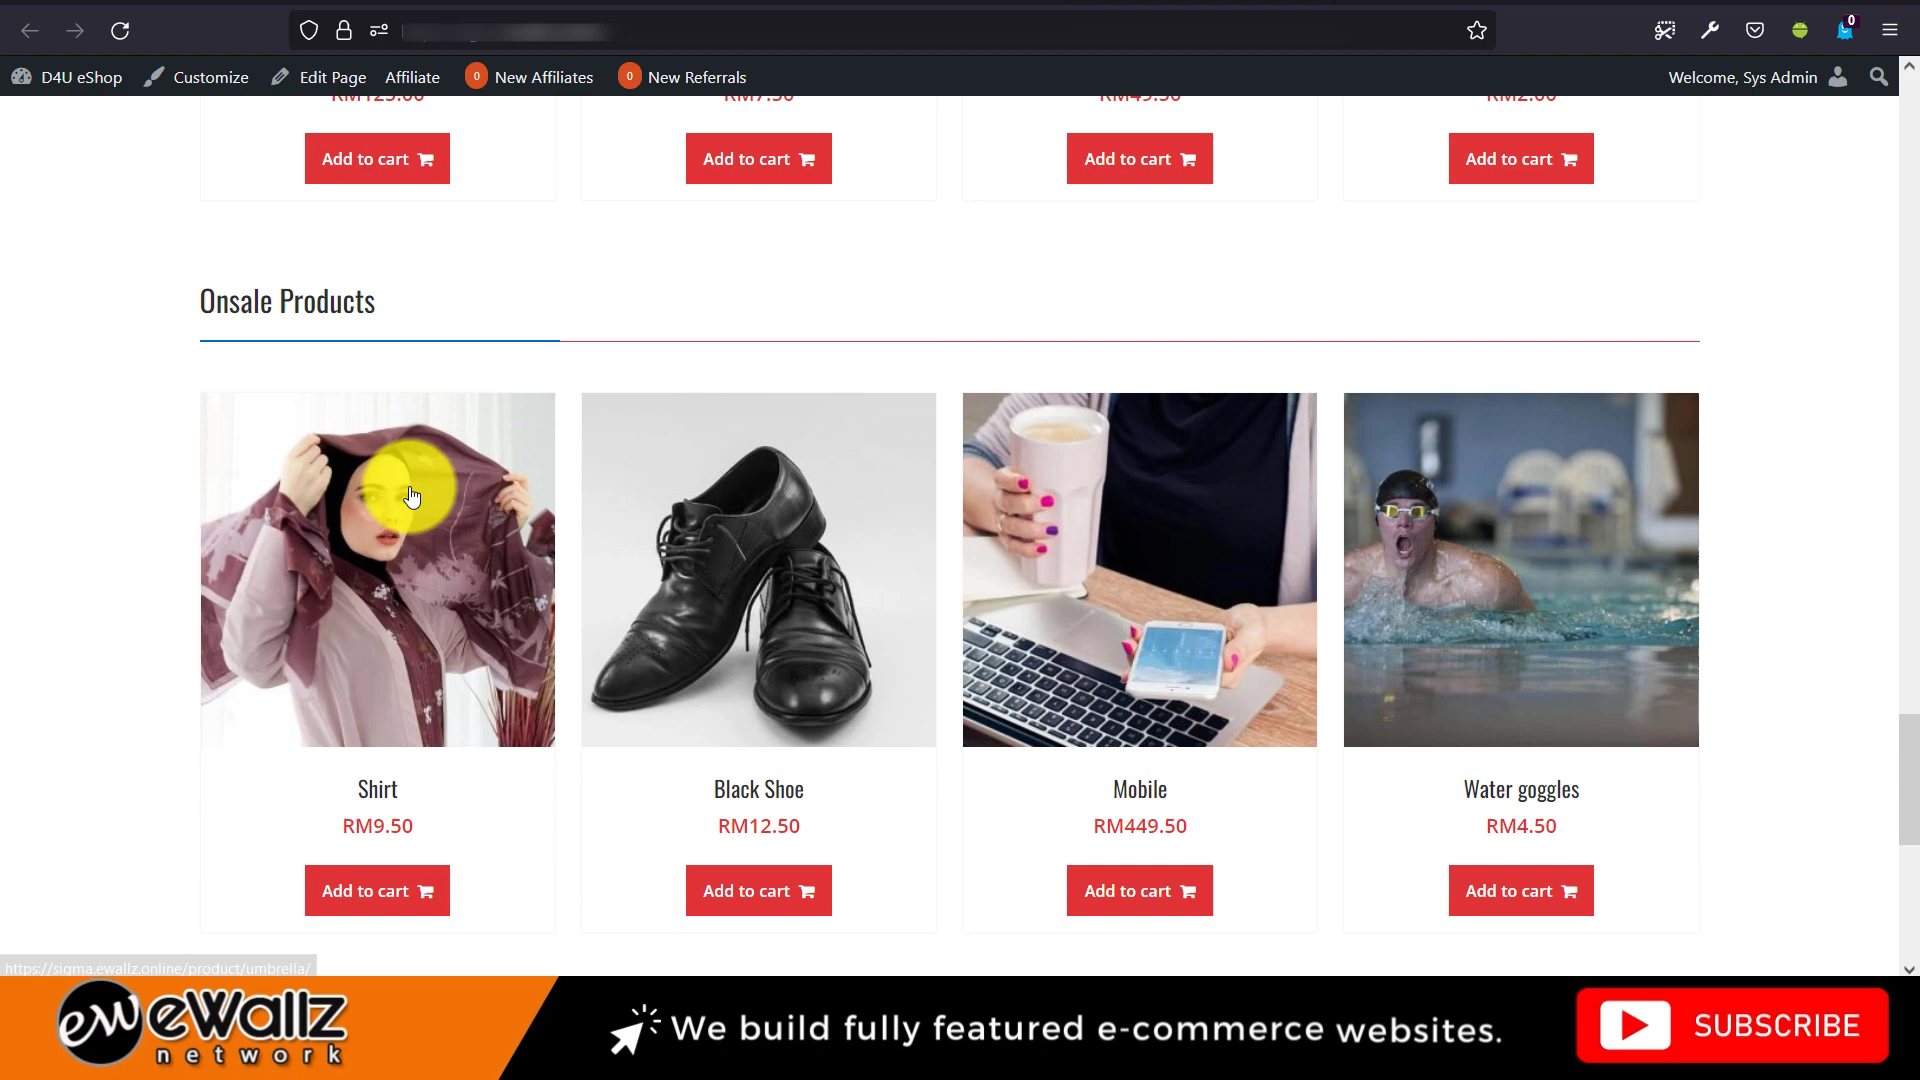 0
D4U eShop Customize Edit Page Affiliate 0 New Affiliates 0 New Referrals Welcome, Sys Admin
RM125.00 RM7.50 RM49.50 RM2.00
Add to cart Add to cart Add to cart Add to cart
Onsale Products
Shirt Black Shoe Mobile Water goggles
RM9.50 RM12.50 RM449.50 RM4.50
Add to cart Add to cart Add to cart Add to cart
https://sigma.ewallz.online/product/umbrella/
ew eWallz
network
We build fully featured e-commerce websites.
SUBSCRIBE